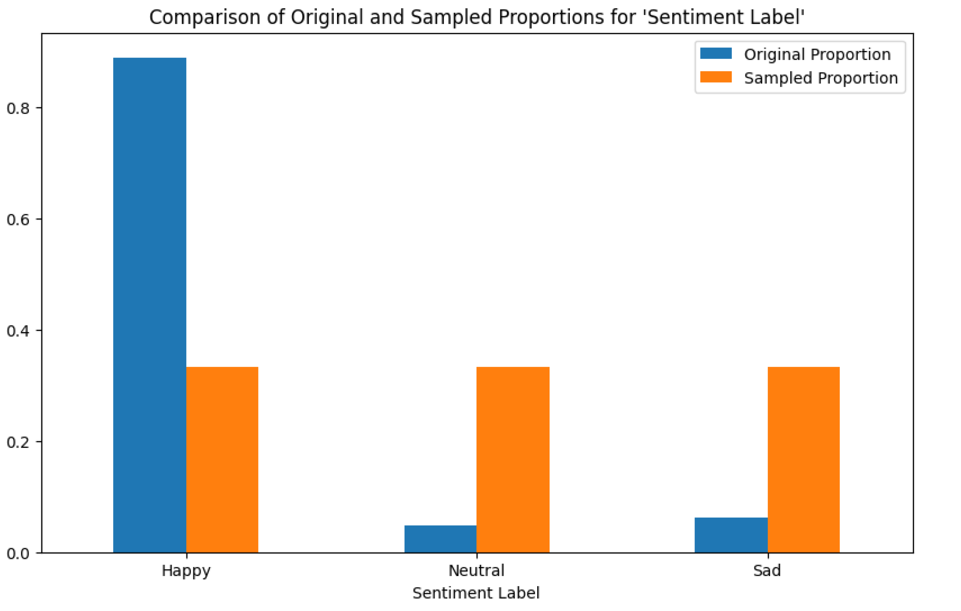 Comparison of Original and Sampled Proportions for 'Sentiment Label'
Original Proportion
Sampled Proportion
0.8
0.6
0.4
0.2
0.0
Happy Neutral Sad
Sentiment Label